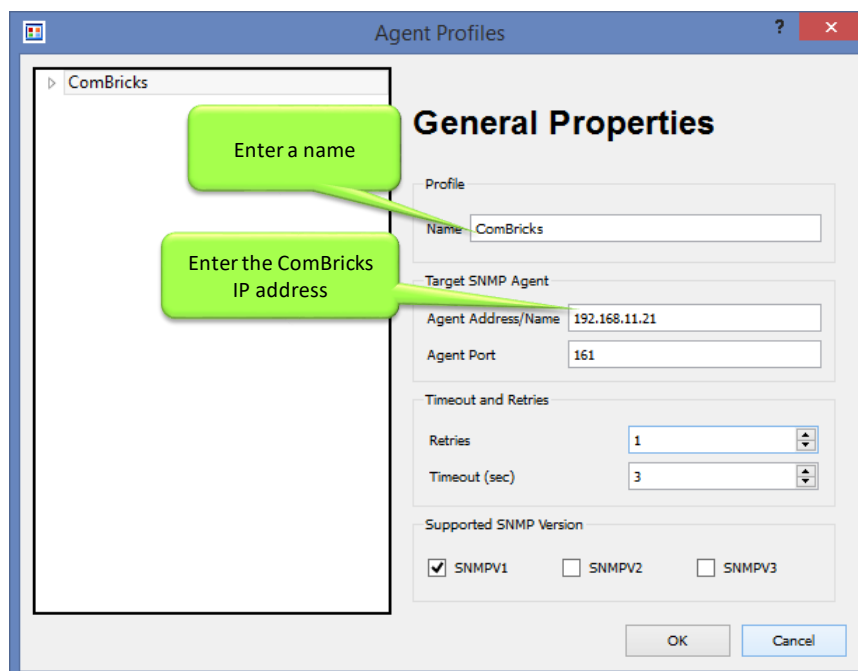 Agent Profiles
?
ComBricks
General Properties
Enter a name
Profile
Name ComBricks
Enter the ComBricks
IP address
Target SNMP Agent
Agent Address/Name 192.168.11.21
Agent Port 161
Timeout and Retries
Retries 1
Timeout (sec) 3
Supported SNMP Version
SNMPV1 SNMPV2 SNMPV3
OK Cancel